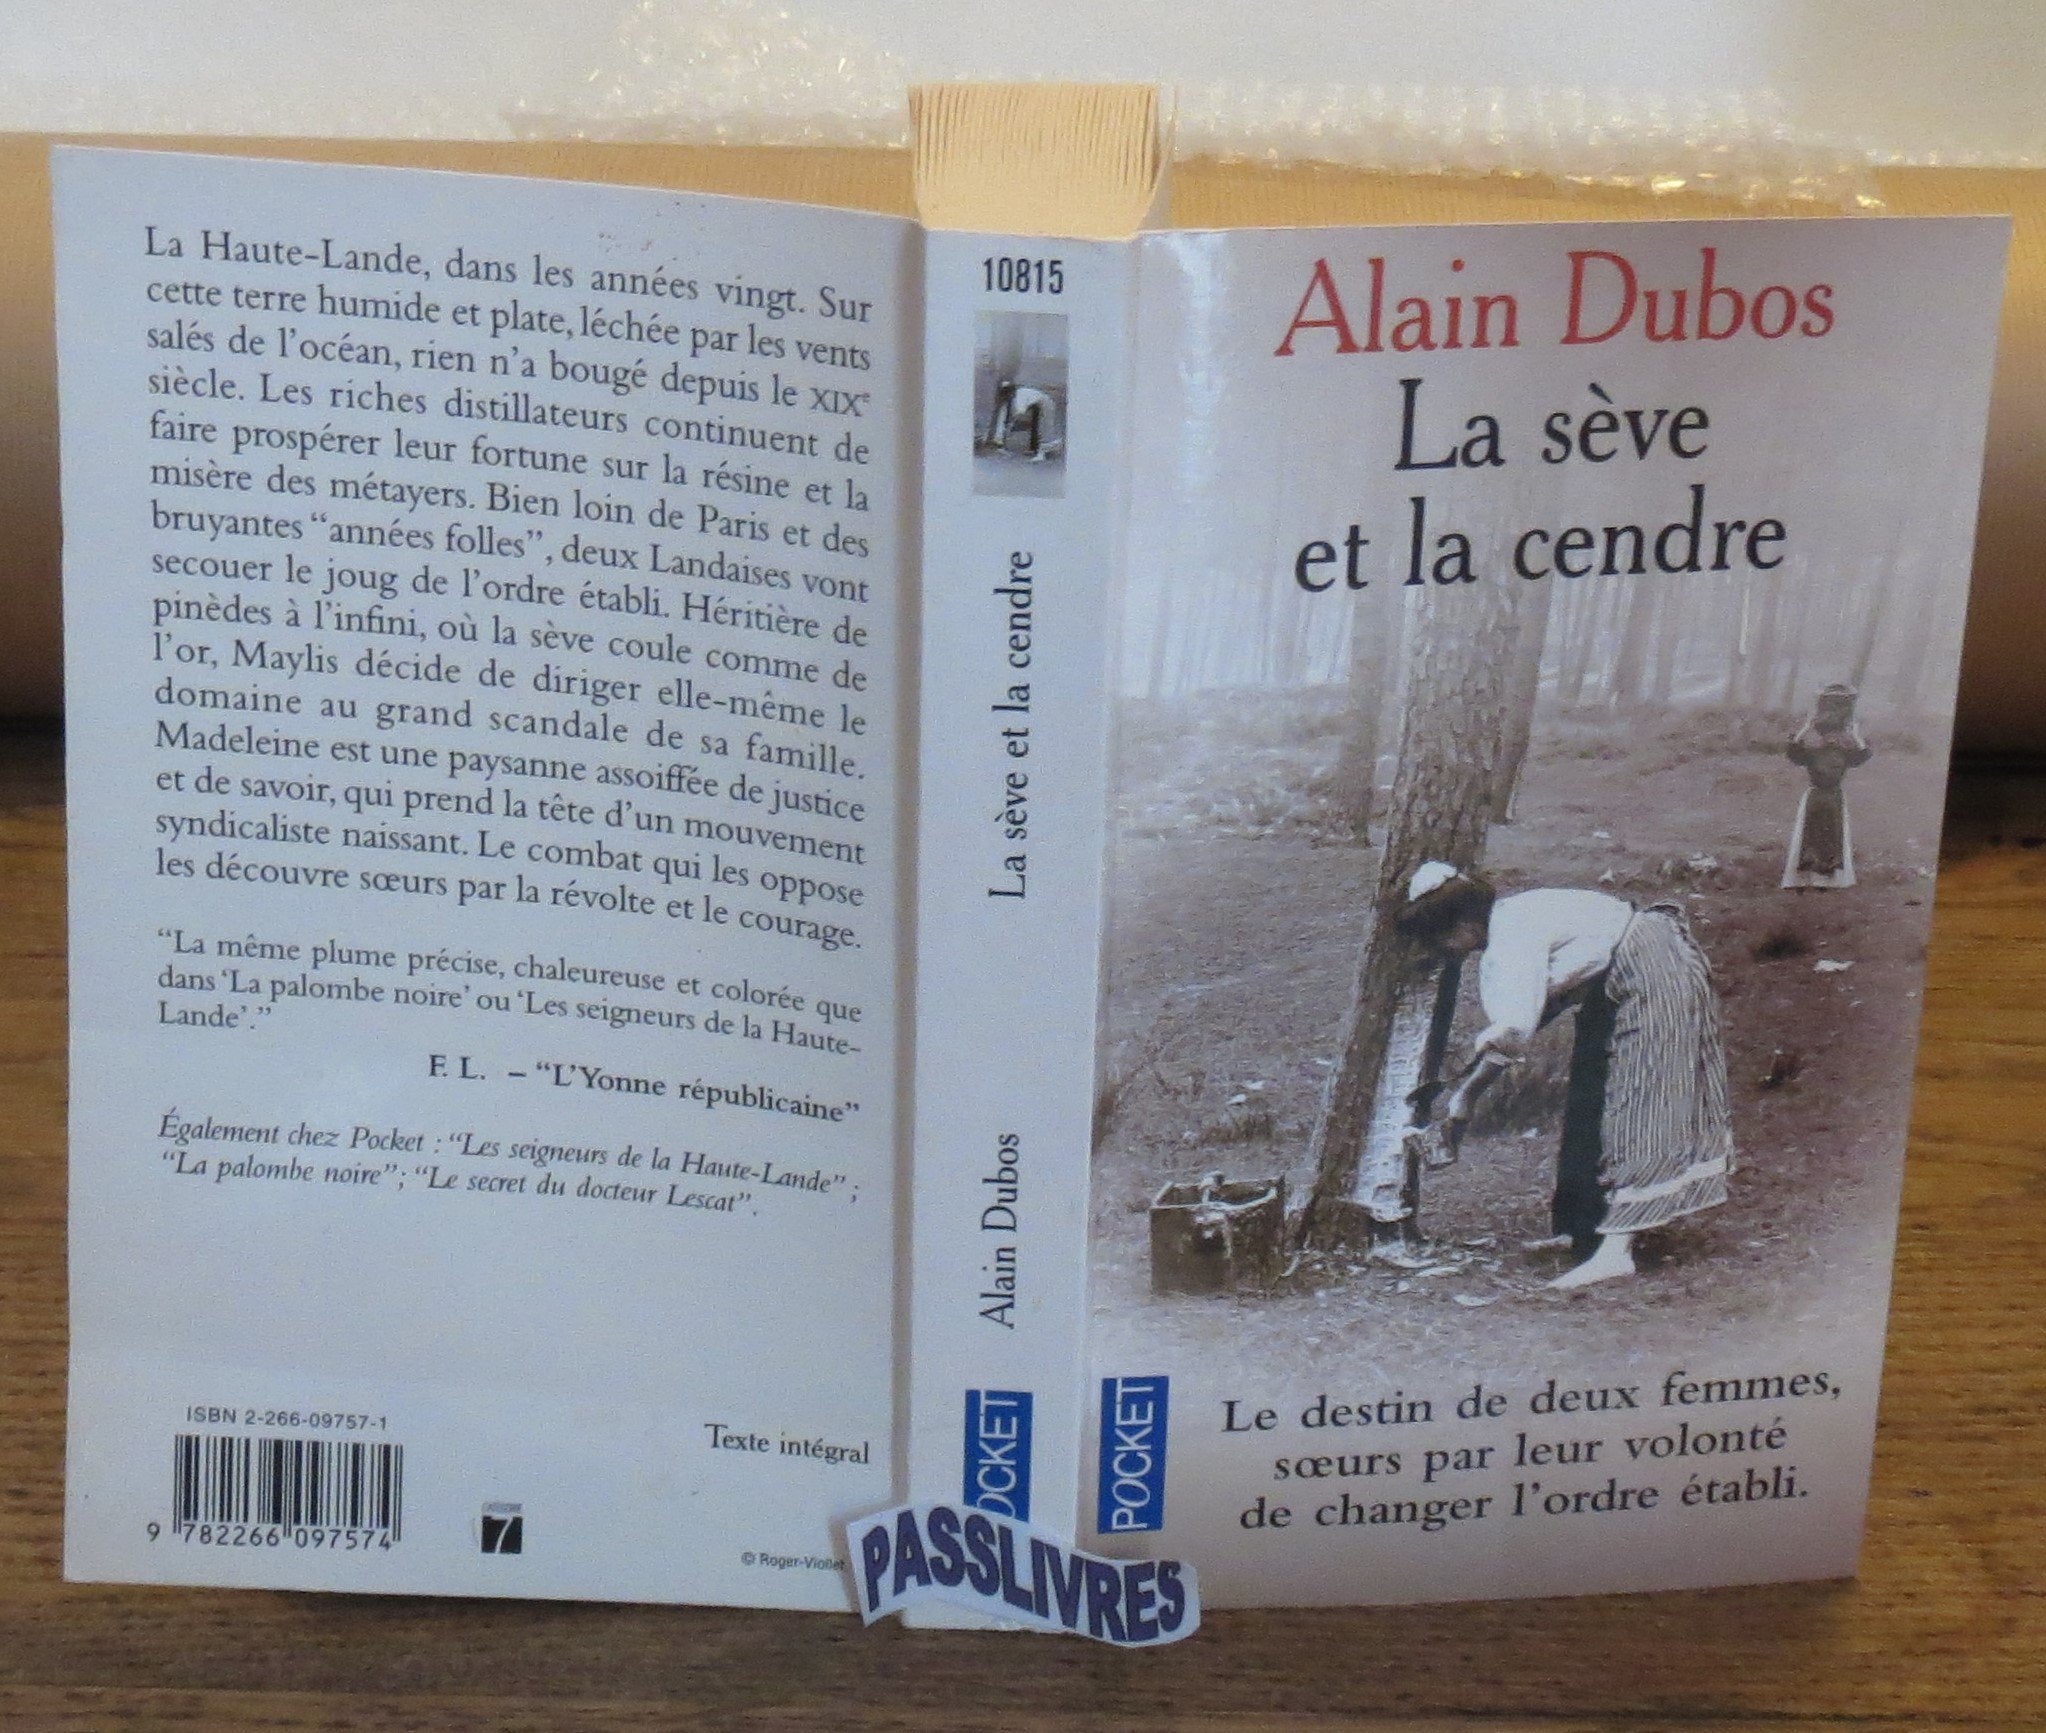 La Haute-Lande, dans les années vingt. Sur
cette terre humide et plate, léchée par les vents
salés de l'océan, rien n'a bougé depuis le XIXe
siècle. Les riches distillateurs continuent de
faire prospérer leur fortune sur la résine et la
misère des métayers. Bien loin de Paris et des
bruyantes “années folles”, deux Landaises vont
secouer le joug de l'ordre établi. Héritière de
pinèdes à l'infini, où la sève coule comme de
l'or, Maylis décide de diriger elle-même le
domaine au grand scandale de sa famille.
Madeleine est une paysanne assoiffée de justice
et de savoir, qui prend la tête d'un mouvement
syndicaliste naissant. Le combat qui les oppose
les découvre sœurs par la révolte et le courage.
“La même plume précise, chaleureuse et colorée que
dans ‘La palombe noire’ ou ‘Les seigneurs de la Haute-
Lande’.”
F. L. – “L'Yonne républicaine”
Également chez Pocket : “Les seigneurs de la Haute-Lande” ;
“La palombe noire” ; “Le secret du docteur Lescat”.
ISBN 2-266-09757-1
9 782266 097574
7
Texte intégral
© Roger-Viollet
10815
La sève et la cendre
Alain Dubos
POCKET
PASSLIVRES
Alain Dubos
La sève
et la cendre
POCKET
Le destin de deux femmes,
sœurs par leur volonté
de changer l'ordre établi.